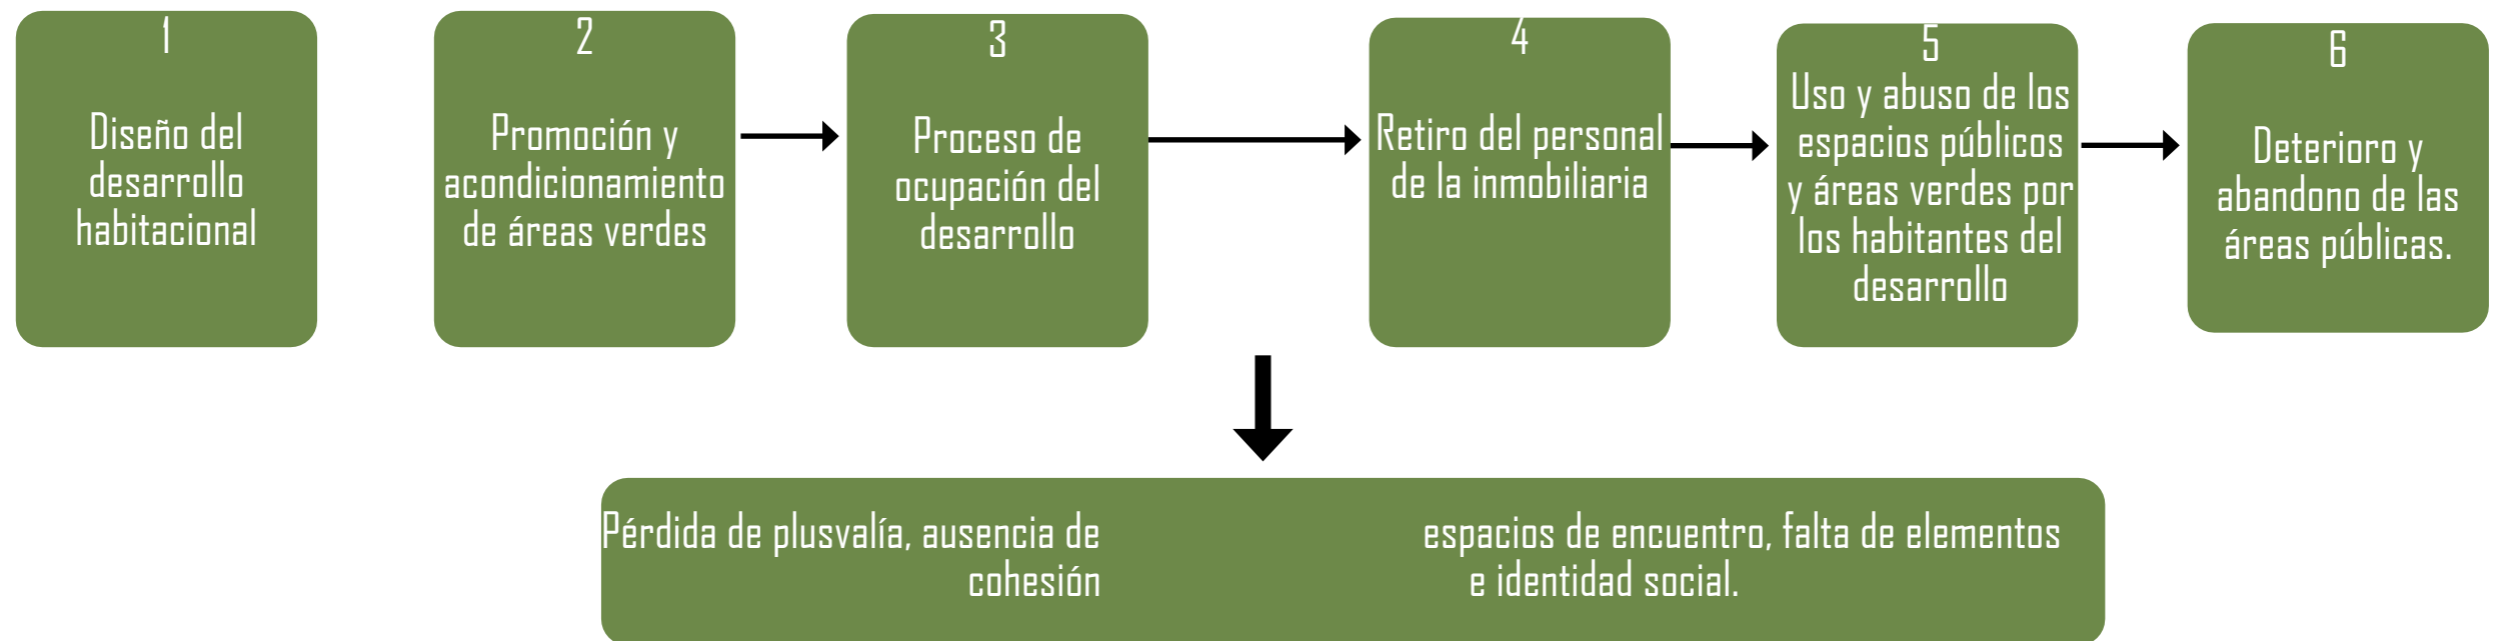 1
Diseño del
desarrollo
habitacional
2
Promoción y
acondicionamiento
de áreas verdes
3
Proceso de
ocupación del
desarrollo
4
Retiro del personal
de la inmobiliaria
5
Uso y abuso de los
espacios públicos
y áreas verdes por
los habitantes del
desarrollo
6
Deterioro y
abandono de las
áreas públicas.
Pérdida de plusvalía, ausencia de espacios de encuentro, falta de elementos
cohesión e identidad social.